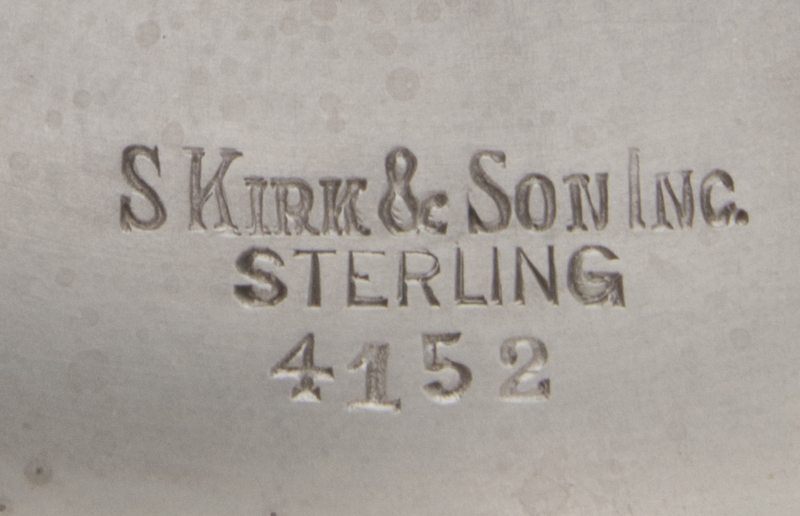 S KIRK & SON INC.
STERLING
4152